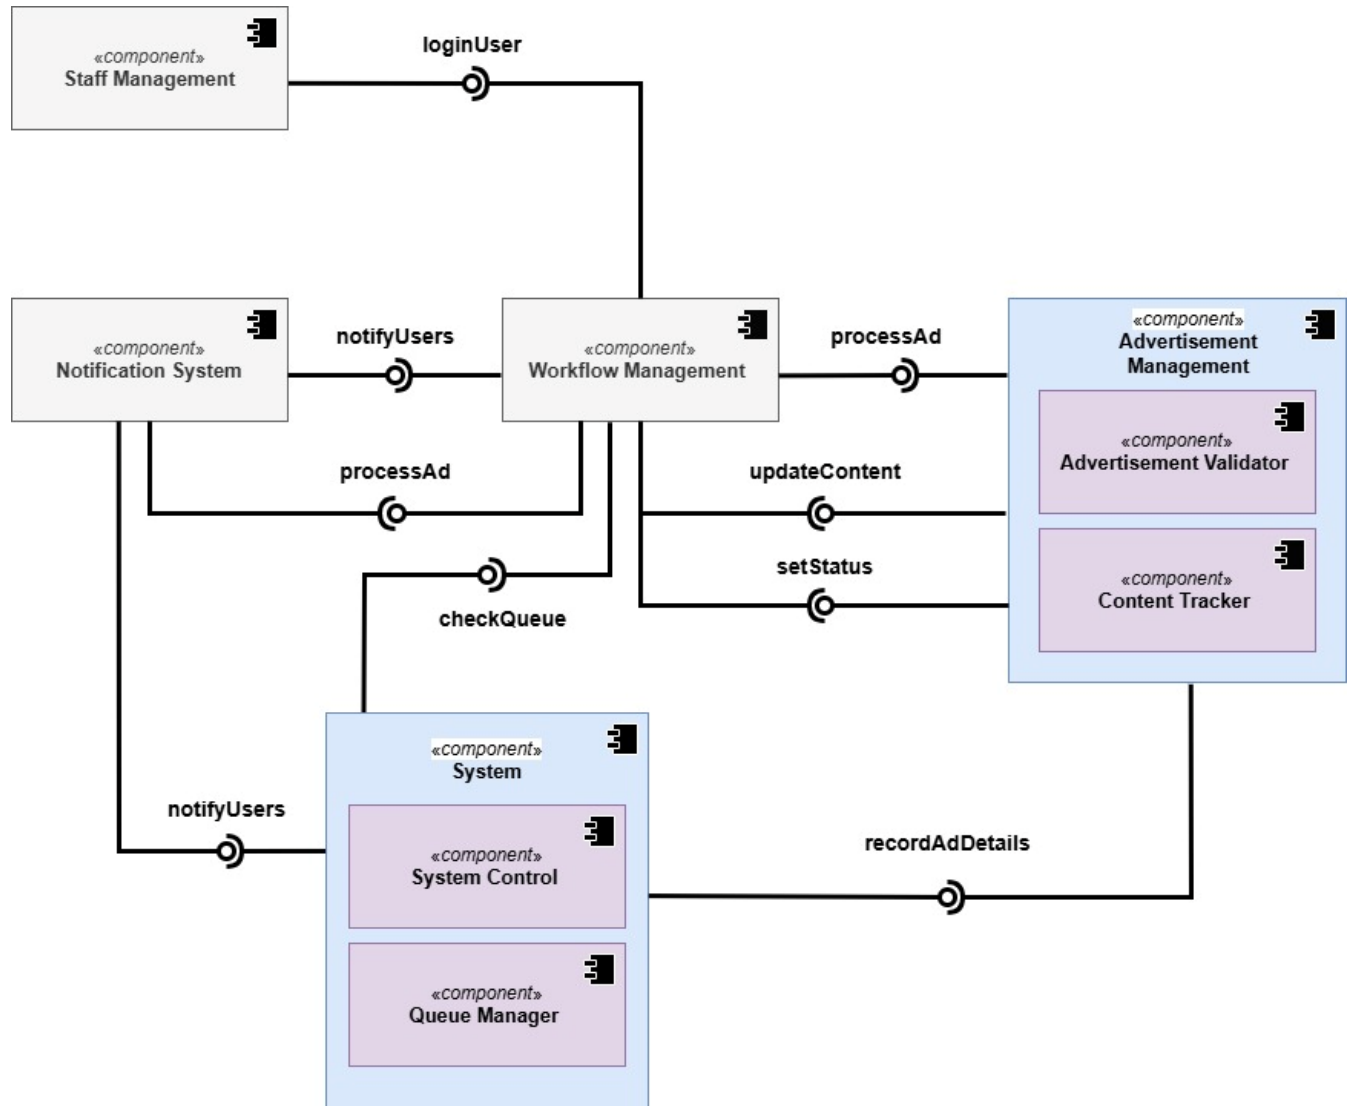 «component»
Staff Management
loginUser
«component»
Notification System
notifyUsers
«component»
Workflow Management
processAd
«component»
Advertisement
Management
«component»
Advertisement Validator
processAd
updateContent
setStatus
«component»
Content Tracker
checkQueue
«component»
System
notifyUsers
«component»
System Control
recordAdDetails
«component»
Queue Manager